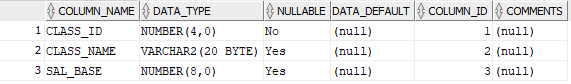 COLUMN_NAME DATA_TYPE NULLABLE DATA_DEFAULT COLUMN_ID COMMENTS
1 CLASS_ID NUMBER(4,0) No (null) 1 (null)
2 CLASS_NAME VARCHAR2(20 BYTE) Yes (null) 2 (null)
3 SAL_BASE NUMBER(8,0) Yes (null) 3 (null)